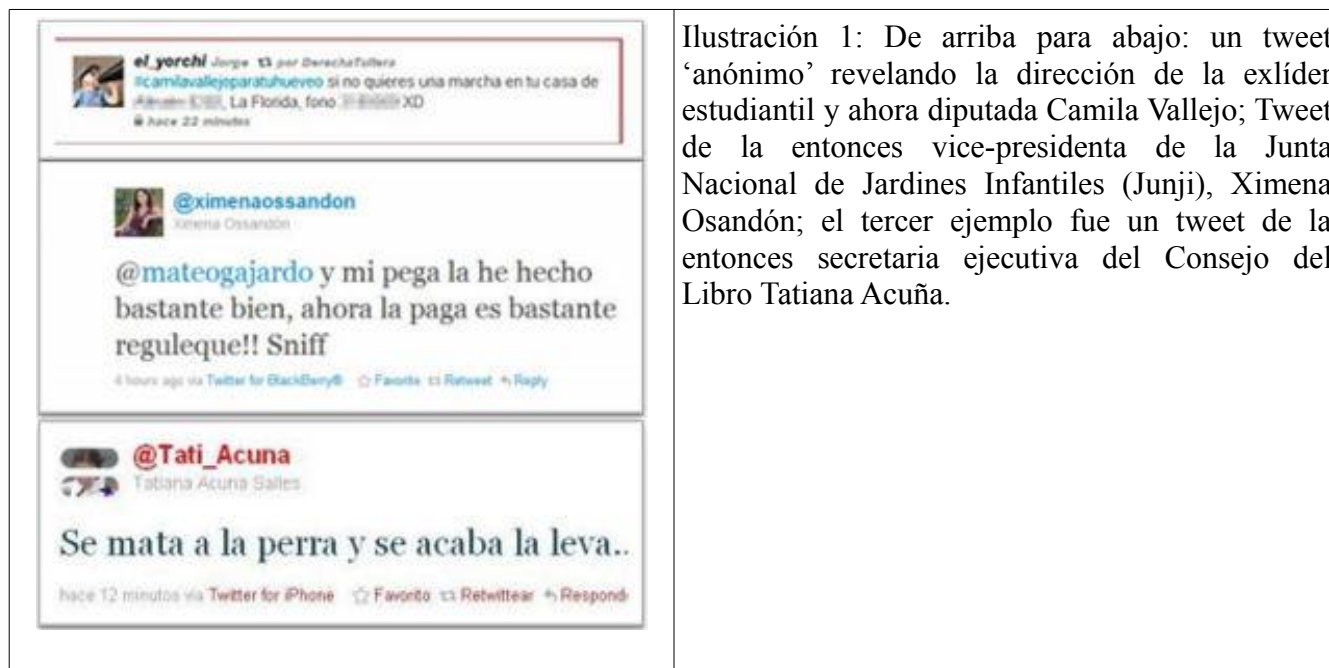 el_yorchi Jorge por DerechaTuitera
#camilavallejoparatuhueveo si no quieres una marcha en tu casa de
, La Florida, fono XD
hace 22 minutos
@ximenaossandon
Ximena Ossandón
@mateogajardo y mi pega la he hecho
bastante bien, ahora la paga es bastante
reguleque!! Sniff
4 hours ago via Twitter for BlackBerry® Favorite Retweet Reply
@Tati_Acuna
Tatiana Acuna Salles
Se mata a la perra y se acaba la leva..
hace 12 minutos via Twitter for iPhone Favorito Retwittear Respond
Ilustración 1: De arriba para abajo: un tweet
‘anónimo’ revelando la dirección de la exlíder
estudiantil y ahora diputada Camila Vallejo; Tweet
de la entonces vice-presidenta de la Junta
Nacional de Jardines Infantiles (Junji), Ximena
Osandón; el tercer ejemplo fue un tweet de la
entonces secretaria ejecutiva del Consejo del
Libro Tatiana Acuña.